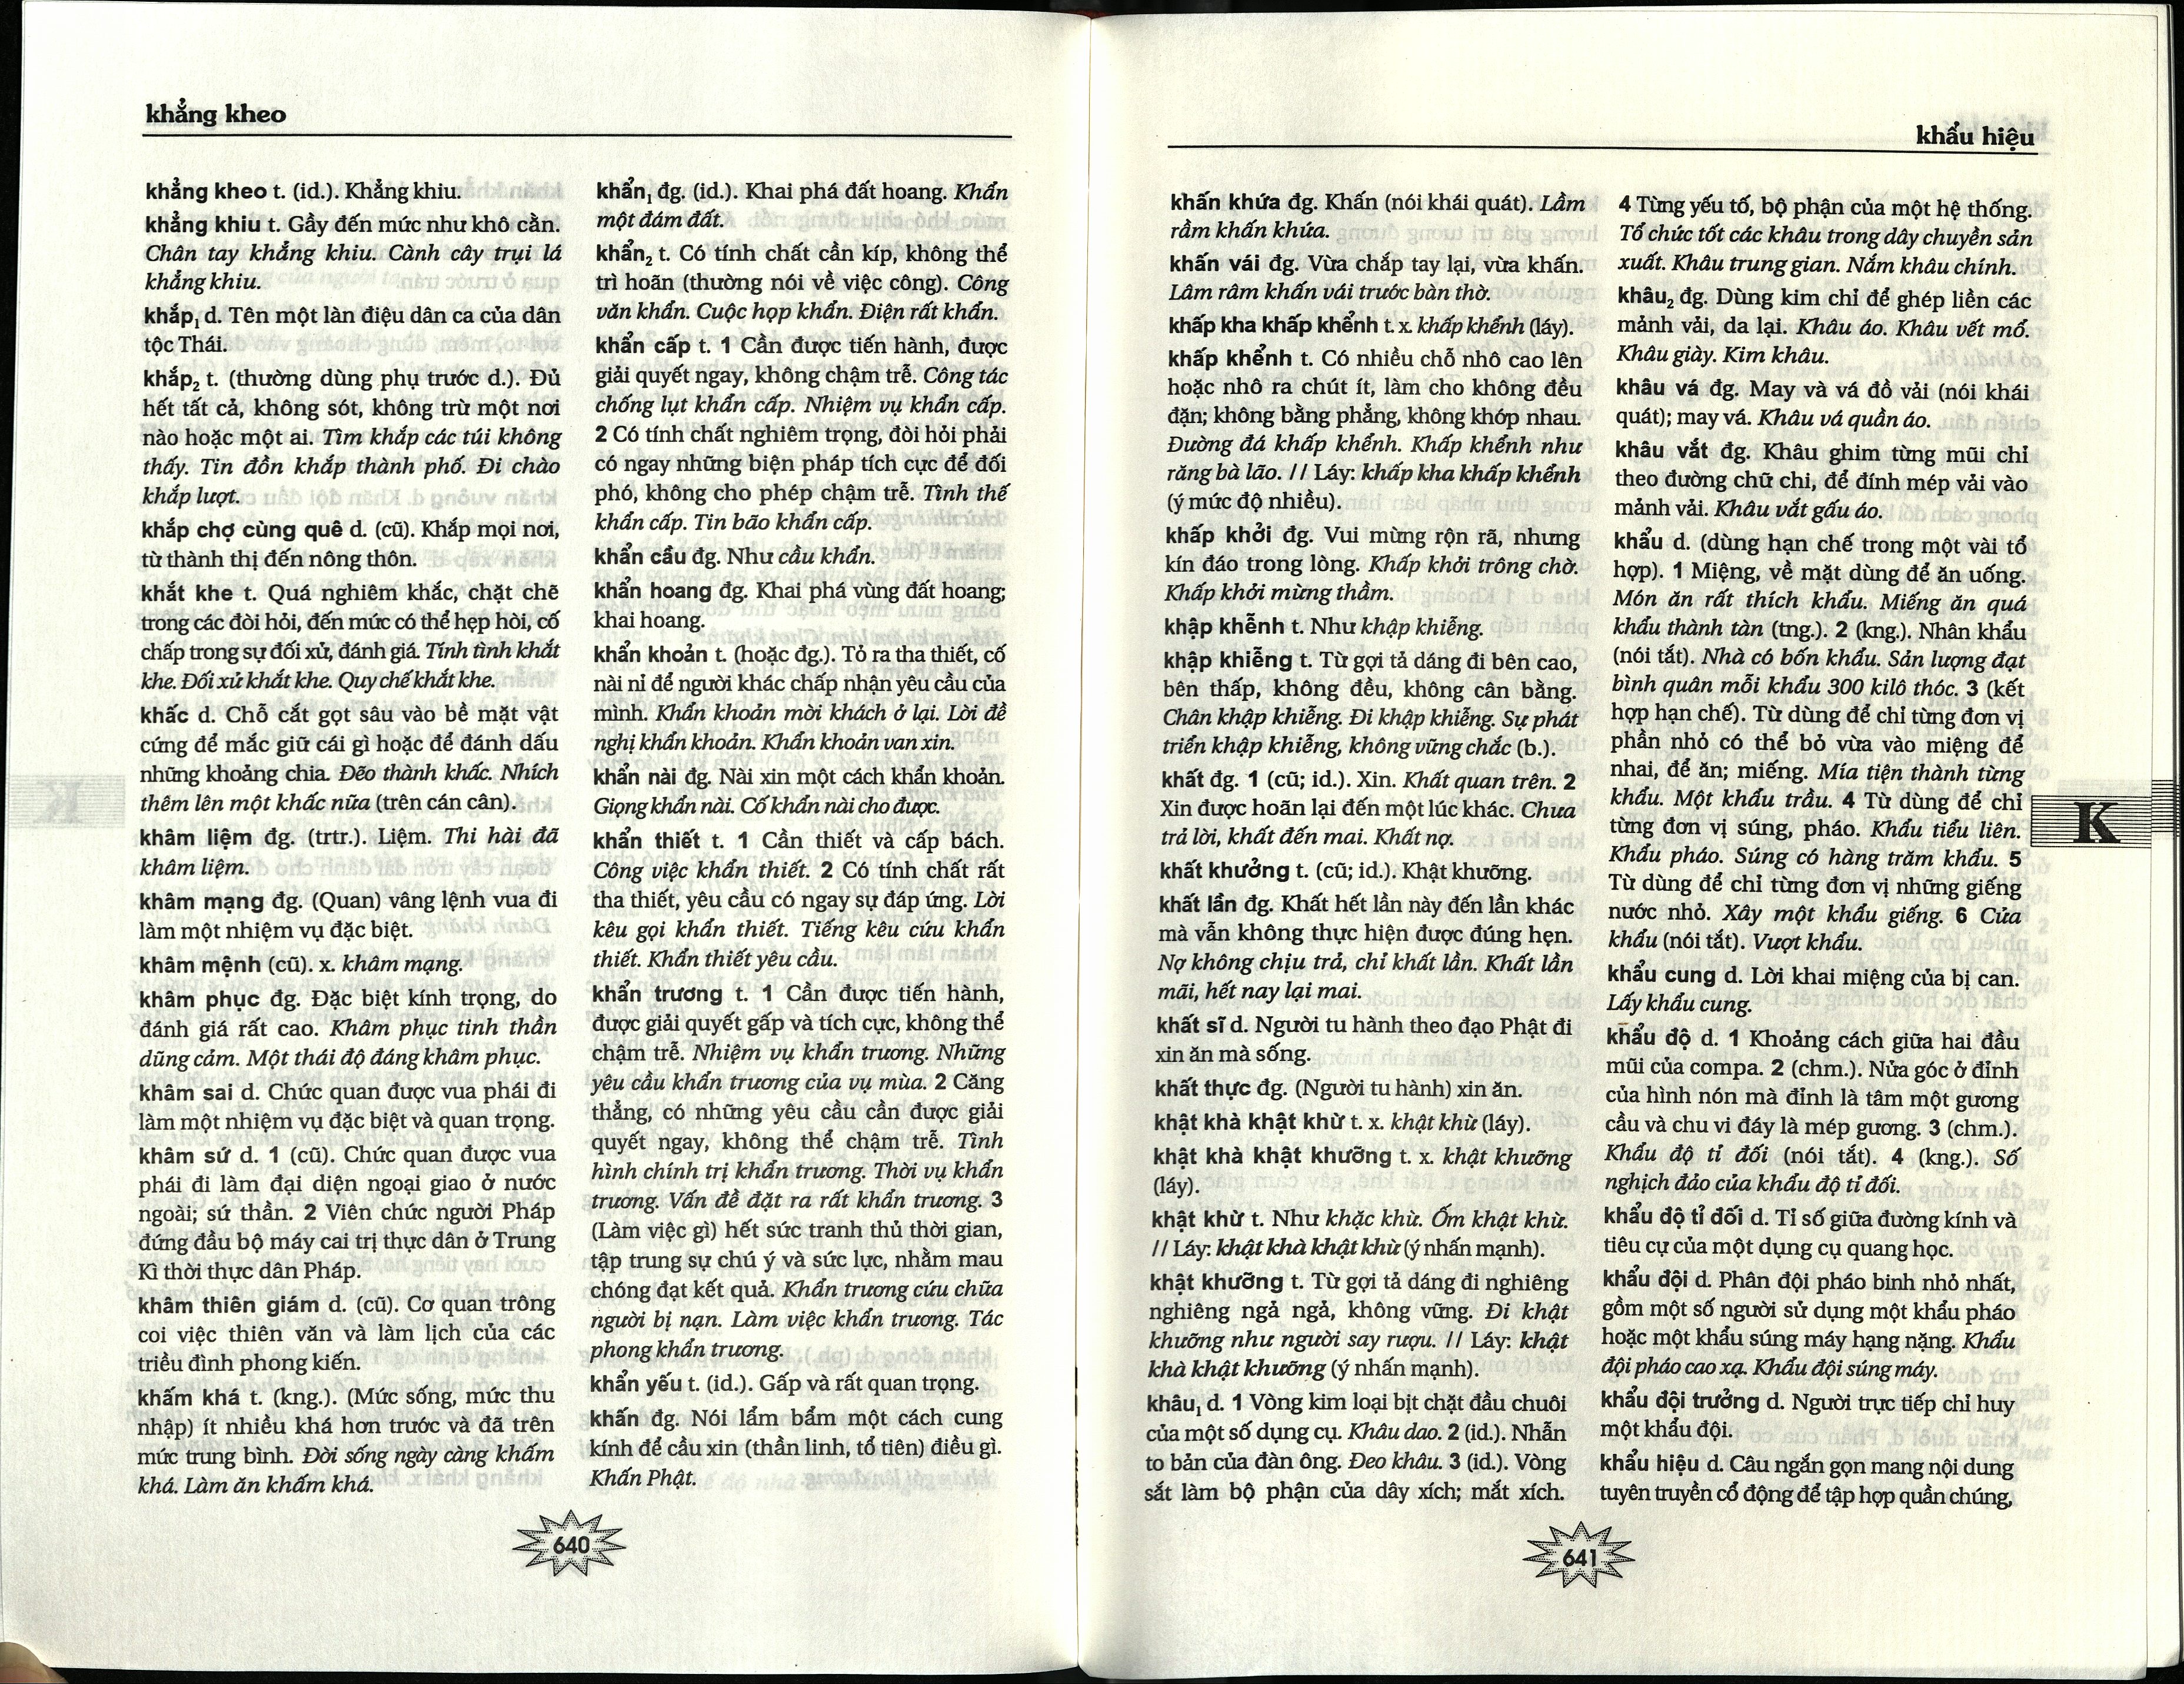 khẳng kheo
khẳng kheo t. (id.). Khẳng khiu.
khẳng khiu t. Gầy đến mức như khô cằn.
Chân tay khẳng khiu. Cành cây trụi lá
khẳng khiu.
khắp₁ d. Tên một làn điệu dân ca của dân
tộc Thái.
khắp₂ t. (thường dùng phụ trước d.). Đủ
hết tất cả, không sót, không trừ một nơi
nào hoặc một ai. Tìm khắp các túi không
thấy. Tin đồn khắp thành phố. Đi chào
khắp lượt.
khắp chợ cùng quê d. (cũ). Khắp mọi nơi,
từ thành thị đến nông thôn.
khắt khe t. Quá nghiêm khắc, chặt chẽ
trong các đòi hỏi, đến mức có thể hẹp hòi, cố
chấp trong sự đối xử, đánh giá. Tính tình khắt
khe. Đối xử khắt khe. Quy chế khắt khe.
khấc d. Chỗ cắt gọt sâu vào bề mặt vật
cứng để mắc giữ cái gì hoặc để đánh dấu
những khoảng chia. Đẽo thành khấc. Nhích
thêm lên một khấc nữa (trên cán cân).
khâm liệm đg. (trtr.). Liệm. Thi hài đã
khâm liệm.
khâm mạng đg. (Quan) vâng lệnh vua đi
làm một nhiệm vụ đặc biệt.
khâm mệnh (cũ). x. khâm mạng.
khâm phục đg. Đặc biệt kính trọng, do
đánh giá rất cao. Khâm phục tinh thần
dũng cảm. Một thái độ đáng khâm phục.
khâm sai d. Chức quan được vua phái đi
làm một nhiệm vụ đặc biệt và quan trọng.
khâm sứ d. 1 (cũ). Chức quan được vua
phái đi làm đại diện ngoại giao ở nước
ngoài; sứ thần. 2 Viên chức người Pháp
đứng đầu bộ máy cai trị thực dân ở Trung
Kì thời thực dân Pháp.
khâm thiên giám d. (cũ). Cơ quan trông
coi việc thiên văn và làm lịch của các
triều đình phong kiến.
khấm khá t. (kng.). (Mức sống, mức thu
nhập) ít nhiều khá hơn trước và đã trên
mức trung bình. Đời sống ngày càng khấm
khá. Làm ăn khấm khá.
khẩn₁ đg. (id.). Khai phá đất hoang. Khẩn
một đám đất.
khẩn₂ t. Có tính chất cần kíp, không thể
trì hoãn (thường nói về việc công). Công
văn khẩn. Cuộc họp khẩn. Điện rất khẩn.
khẩn cấp t. 1 Cần được tiến hành, được
giải quyết ngay, không chậm trễ. Công tác
chống lụt khẩn cấp. Nhiệm vụ khẩn cấp.
2 Có tính chất nghiêm trọng, đòi hỏi phải
có ngay những biện pháp tích cực để đối
phó, không cho phép chậm trễ. Tình thế
khẩn cấp. Tin bão khẩn cấp.
khẩn cầu đg. Như cầu khẩn.
khẩn hoang đg. Khai phá vùng đất hoang;
khai hoang.
khẩn khoản t. (hoặc đg.). Tỏ ra tha thiết, cố
nài nỉ để người khác chấp nhận yêu cầu của
mình. Khẩn khoản mời khách ở lại. Lời đề
nghị khẩn khoản. Khẩn khoản van xin.
khẩn nài đg. Nài xin một cách khẩn khoản.
Giọng khẩn nài. Cố khẩn nài cho được.
khẩn thiết t. 1 Cần thiết và cấp bách.
Công việc khẩn thiết. 2 Có tính chất rất
tha thiết, yêu cầu có ngay sự đáp ứng. Lời
kêu gọi khẩn thiết. Tiếng kêu cứu khẩn
thiết. Khẩn thiết yêu cầu.
khẩn trương t. 1 Cần được tiến hành,
được giải quyết gấp và tích cực, không thể
chậm trễ. Nhiệm vụ khẩn trương. Những
yêu cầu khẩn trương của vụ mùa. 2 Căng
thẳng, có những yêu cầu cần được giải
quyết ngay, không thể chậm trễ. Tình
hình chính trị khẩn trương. Thời vụ khẩn
trương. Vấn đề đặt ra rất khẩn trương. 3
(Làm việc gì) hết sức tranh thủ thời gian,
tập trung sự chú ý và sức lực, nhằm mau
chóng đạt kết quả. Khẩn trương cứu chữa
người bị nạn. Làm việc khẩn trương. Tác
phong khẩn trương.
khẩn yếu t. (id.). Gấp và rất quan trọng.
khấn đg. Nói lẩm bẩm một cách cung
kính để cầu xin (thần linh, tổ tiên) điều gì.
Khấn Phật.
640
khẩu hiệu
khấn khứa đg. Khấn (nói khái quát). Lầm
rầm khấn khứa.
khấn vái đg. Vừa chắp tay lại, vừa khấn.
Lâm râm khấn vái trước bàn thờ.
khấp kha khấp khểnh t. x. khấp khểnh (láy).
khấp khểnh t. Có nhiều chỗ nhô cao lên
hoặc nhô ra chút ít, làm cho không đều
đặn; không bằng phẳng, không khớp nhau.
Đường đá khấp khểnh. Khấp khểnh như
răng bà lão. // Láy: khấp kha khấp khểnh
(ý mức độ nhiều).
khấp khởi đg. Vui mừng rộn rã, nhưng
kín đáo trong lòng. Khấp khởi trông chờ.
Khấp khởi mừng thầm.
khập khễnh t. Như khập khiễng.
khập khiễng t. Từ gợi tả dáng đi bên cao,
bên thấp, không đều, không cân bằng.
Chân khập khiễng. Đi khập khiễng. Sự phát
triển khập khiễng, không vững chắc (b.).
khất đg. 1 (cũ; id.). Xin. Khất quan trên. 2
Xin được hoãn lại đến một lúc khác. Chưa
trả lời, khất đến mai. Khất nợ.
khất khưởng t. (cũ; id.). Khật khưỡng.
khất lần đg. Khất hết lần này đến lần khác
mà vẫn không thực hiện được đúng hẹn.
Nợ không chịu trả, chỉ khất lần. Khất lần
mãi, hết nay lại mai.
khất sĩ d. Người tu hành theo đạo Phật đi
xin ăn mà sống.
khất thực đg. (Người tu hành) xin ăn.
khật khà khật khừ t. x. khật khừ (láy).
khật khà khật khưỡng t. x. khật khưỡng
(láy).
khật khừ t. Như khặc khừ. Ốm khật khừ.
// Láy: khật khà khật khừ (ý nhấn mạnh).
khật khưỡng t. Từ gợi tả dáng đi nghiêng
nghiêng ngả ngả, không vững. Đi khật
khưỡng như người say rượu. // Láy: khật
khà khật khưỡng (ý nhấn mạnh).
khâu₁ d. 1 Vòng kim loại bịt chặt đầu chuôi
của một số dụng cụ. Khâu dao. 2 (id.). Nhẫn
to bản của đàn ông. Đeo khâu. 3 (id.). Vòng
sắt làm bộ phận của dây xích; mắt xích.
4 Từng yếu tố, bộ phận của một hệ thống.
Tổ chức tốt các khâu trong dây chuyền sản
xuất. Khâu trung gian. Nắm khâu chính.
khâu₂ đg. Dùng kim chỉ để ghép liền các
mảnh vải, da lại. Khâu áo. Khâu vết mổ.
Khâu giày. Kim khâu.
khâu vá đg. May và vá đồ vải (nói khái
quát); may vá. Khâu vá quần áo.
khâu vắt đg. Khâu ghim từng mũi chỉ
theo đường chữ chi, để đính mép vải vào
mảnh vải. Khâu vắt gấu áo.
khẩu d. (dùng hạn chế trong một vài tổ
hợp). 1 Miệng, về mặt dùng để ăn uống.
Món ăn rất thích khẩu. Miếng ăn quá
khẩu thành tàn (tng.). 2 (kng.). Nhân khẩu
(nói tắt). Nhà có bốn khẩu. Sản lượng đạt
bình quân mỗi khẩu 300 kilô thóc. 3 (kết
hợp hạn chế). Từ dùng để chỉ từng đơn vị
phần nhỏ có thể bỏ vừa vào miệng để
nhai, để ăn; miếng. Mía tiện thành từng
khẩu. Một khẩu trầu. 4 Từ dùng để chỉ
từng đơn vị súng, pháo. Khẩu tiểu liên.
Khẩu pháo. Súng có hàng trăm khẩu. 5
Từ dùng để chỉ từng đơn vị những giếng
nước nhỏ. Xây một khẩu giếng. 6 Cửa
khẩu (nói tắt). Vượt khẩu.
khẩu cung d. Lời khai miệng của bị can.
Lấy khẩu cung.
khẩu độ d. 1 Khoảng cách giữa hai đầu
mũi của compa. 2 (chm.). Nửa góc ở đỉnh
của hình nón mà đỉnh là tâm một gương
cầu và chu vi đáy là mép gương. 3 (chm.).
Khẩu độ tỉ đối (nói tắt). 4 (kng.). Số
nghịch đảo của khẩu độ tỉ đối.
khẩu độ tỉ đối d. Tỉ số giữa đường kính và
tiêu cự của một dụng cụ quang học.
khẩu đội d. Phân đội pháo binh nhỏ nhất,
gồm một số người sử dụng một khẩu pháo
hoặc một khẩu súng máy hạng nặng. Khẩu
đội pháo cao xạ. Khẩu đội súng máy.
khẩu đội trưởng d. Người trực tiếp chỉ huy
một khẩu đội.
khẩu hiệu d. Câu ngắn gọn mang nội dung
tuyên truyền cổ động để tập hợp quần chúng,
K
641